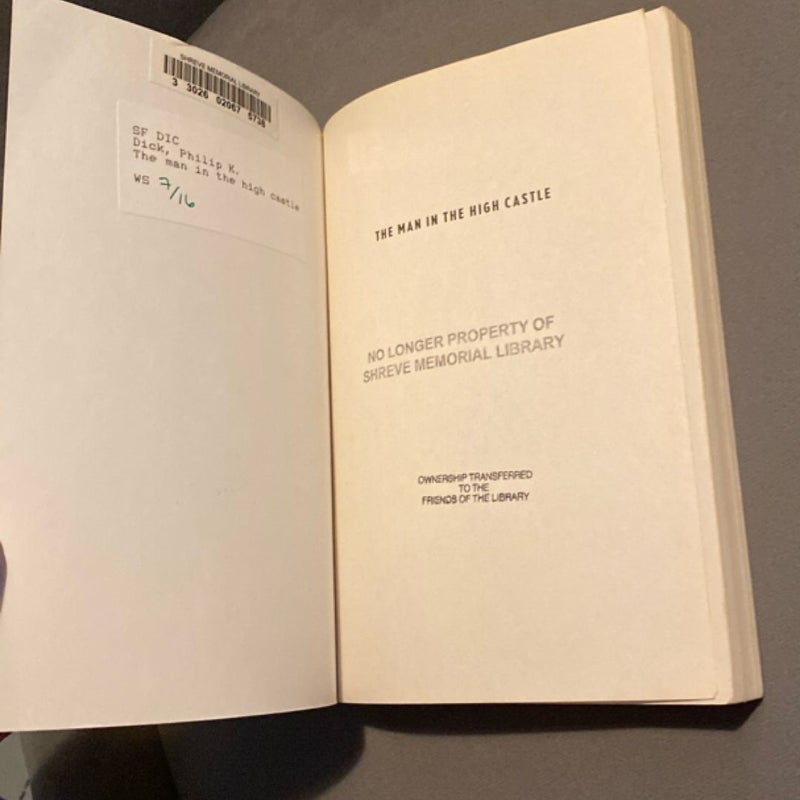 SHREVE MEMORIAL LIBRARY
3 3026 02067 5738
SF DIC
Dick, Philip K.
The man in the high castle
WS 7/16
THE MAN IN THE HIGH CASTLE
NO LONGER PROPERTY OF
SHREVE MEMORIAL LIBRARY
OWNERSHIP TRANSFERRED
TO THE
FRIENDS OF THE LIBRARY